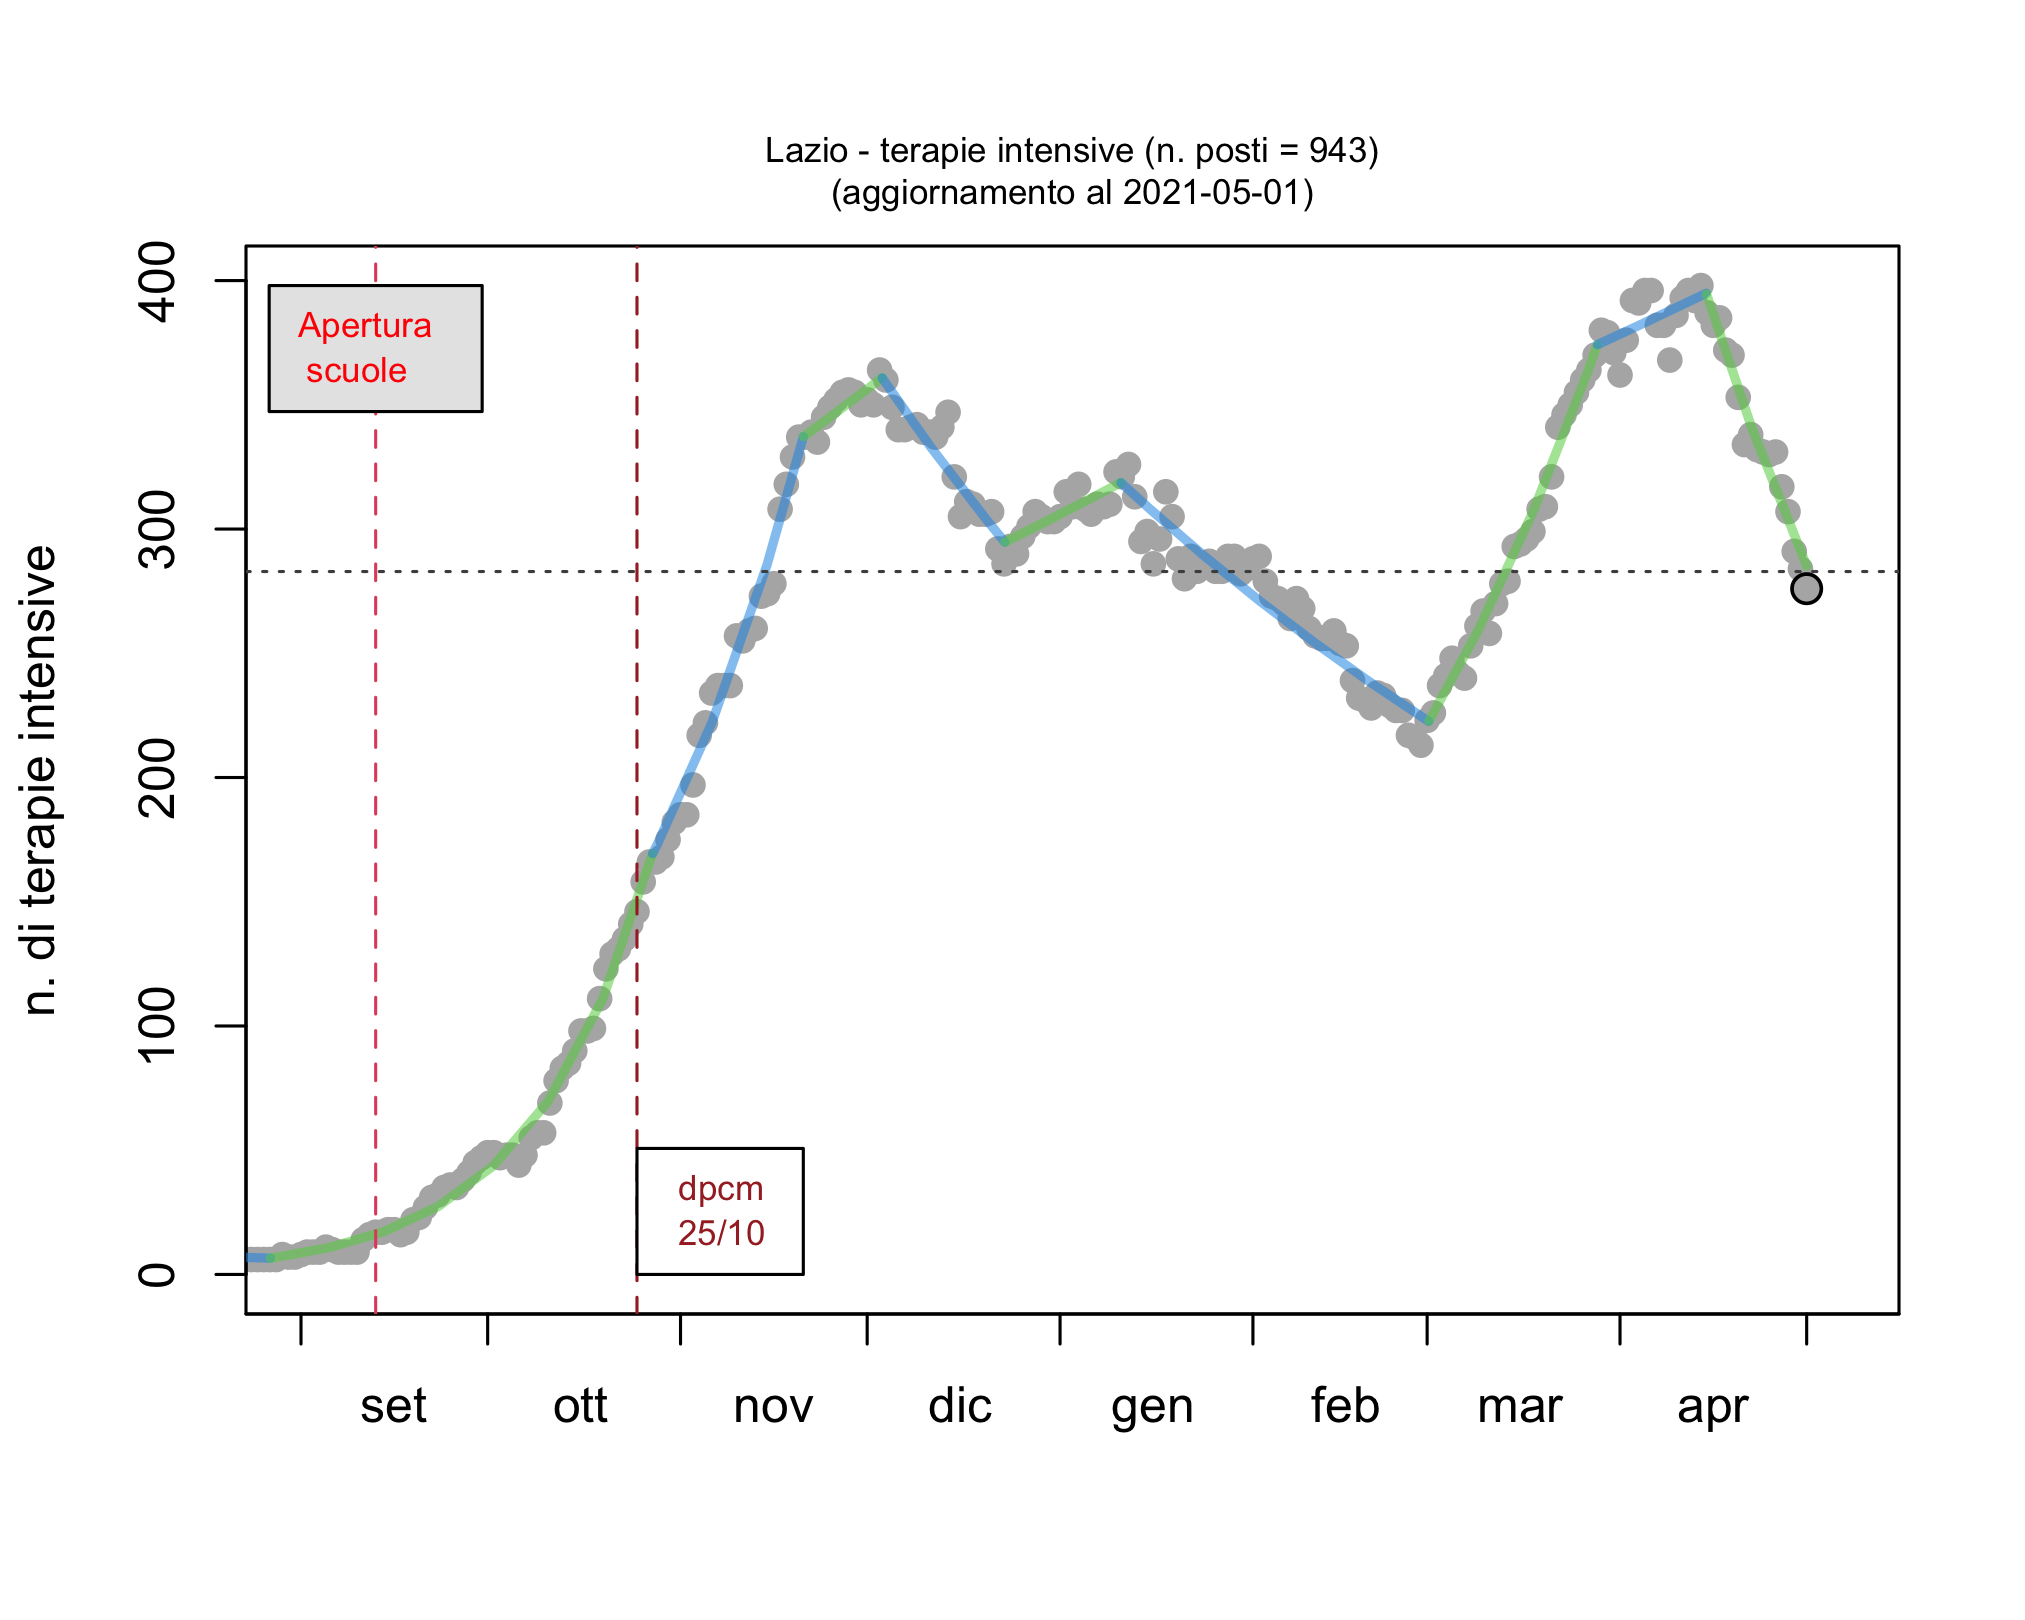 Lazio - terapie intensive (n. posti = 943)
(aggiornamento al 2021-05-01)
n. di terapie intensive
400
300
200
100
0
Apertura
scuole
dpcm
25/10
set ott nov dic gen feb mar apr